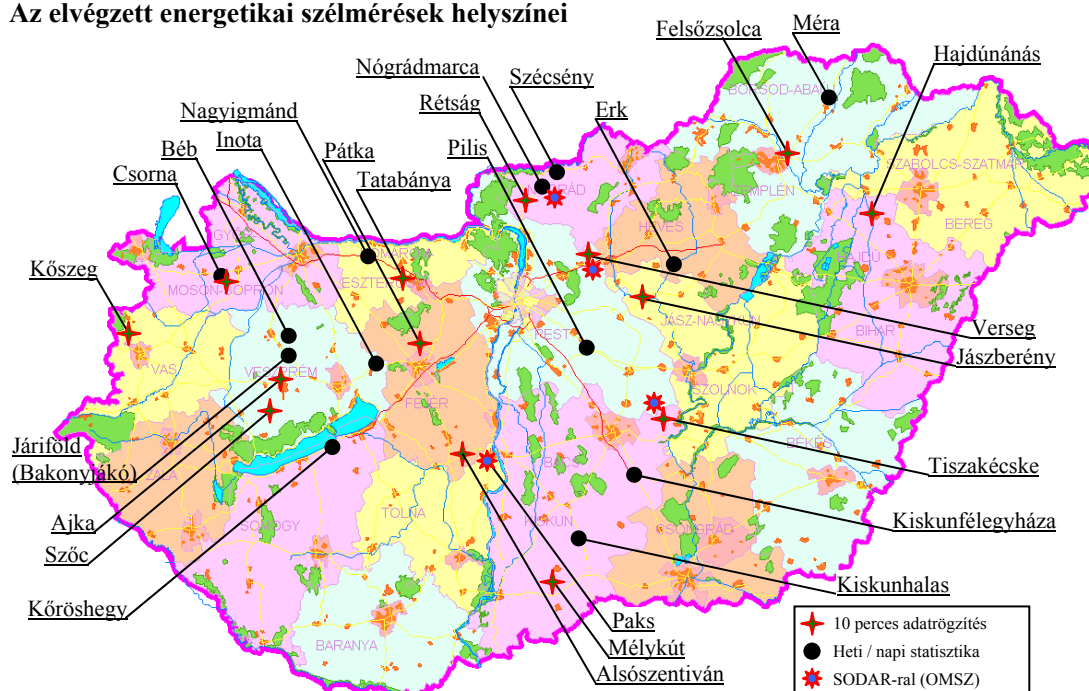 Az elvégzett energetikai szélmérések helyszínei
Felsőzsolca
Méra
Hajdúnánás
Nógrádmarca
Szécsény
Rétság
Erk
Nagyigmánd
Inota
Pátka
Pilis
Béb
Tatabánya
Csorna
Kőszeg
Verseg
Jászberény
Járiföld
(Bakonyjákó)
Tiszakécske
Ajka
Kiskunfélegyháza
Szőc
Kiskunhalas
Kőröshegy
Paks
Mélykút
Alsószentiván
BORSOD-ABAÚJ
ZEMPLÉN
SZABOLCS-SZATMÁR
BEREG
HEVES
MOSON-SOPRON
VAS
VESZPRÉM
FEJÉR
PEST
JÁSZ-NAGYKUN
SZOLNOK
BIHAR
BÉKÉS
ZALA
SOMOGY
TOLNA
KISKUN
CSONGRÁD
BARANYA
10 perces adatrögzítés
Heti / napi statisztika
SODAR-ral (OMSZ)